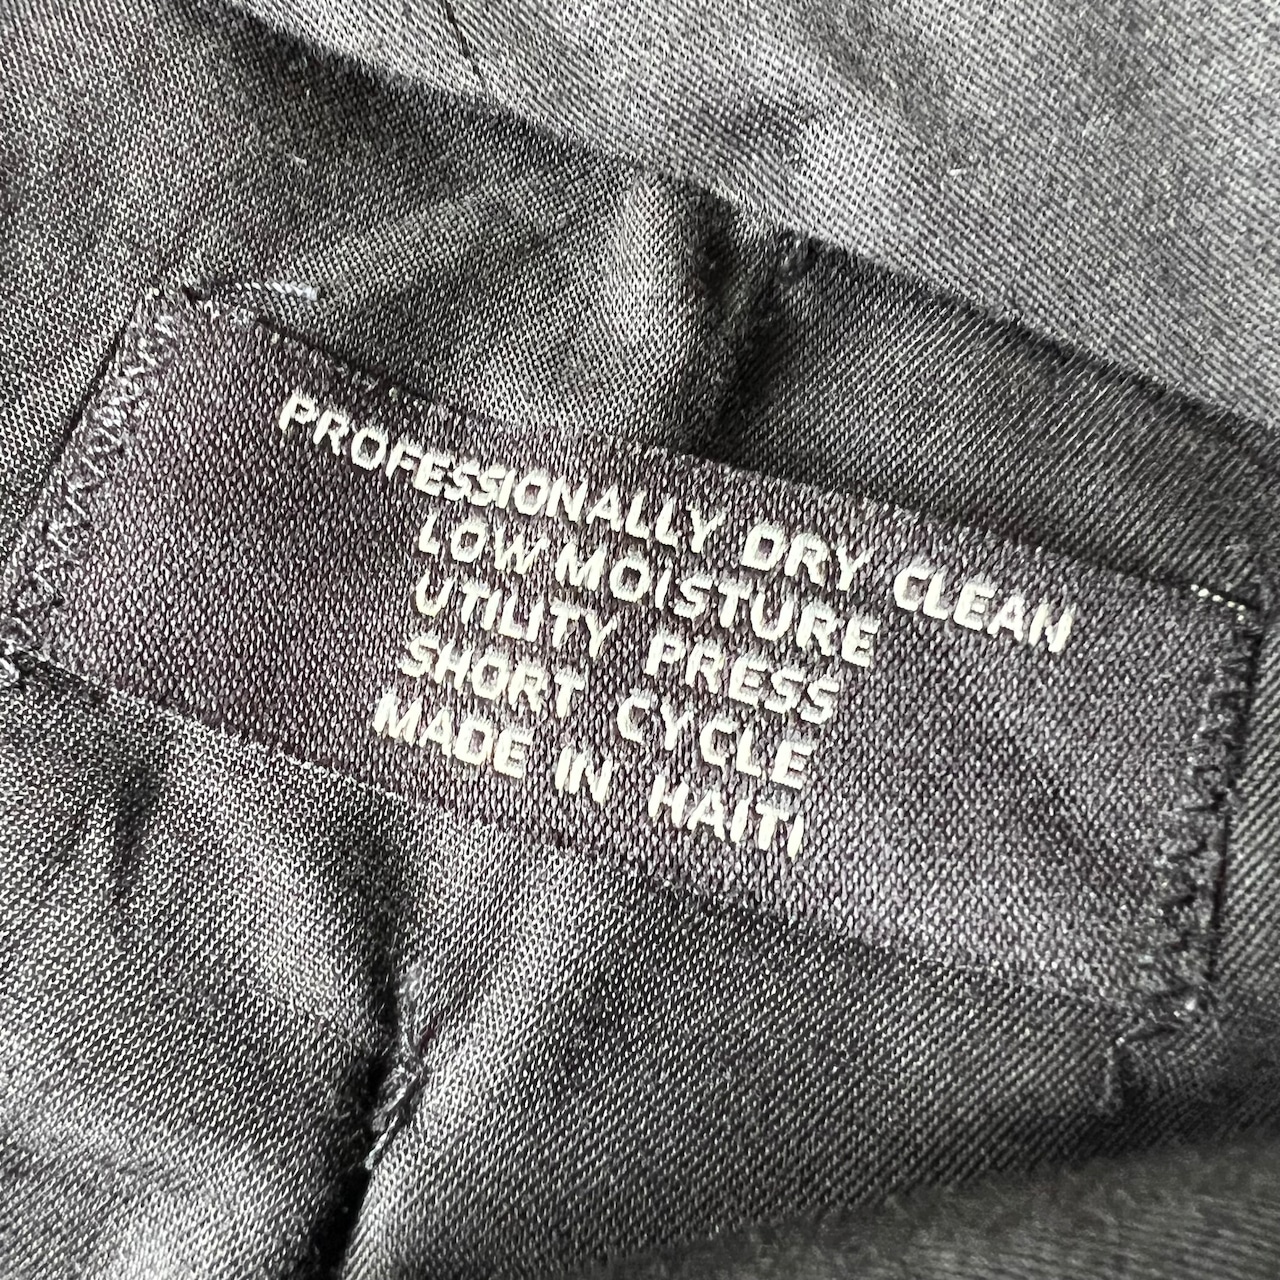 PROFESSIONALLY DRY CLEAN
LOW MOISTURE
UTILITY PRESS
SHORT CYCLE
MADE IN HAITI